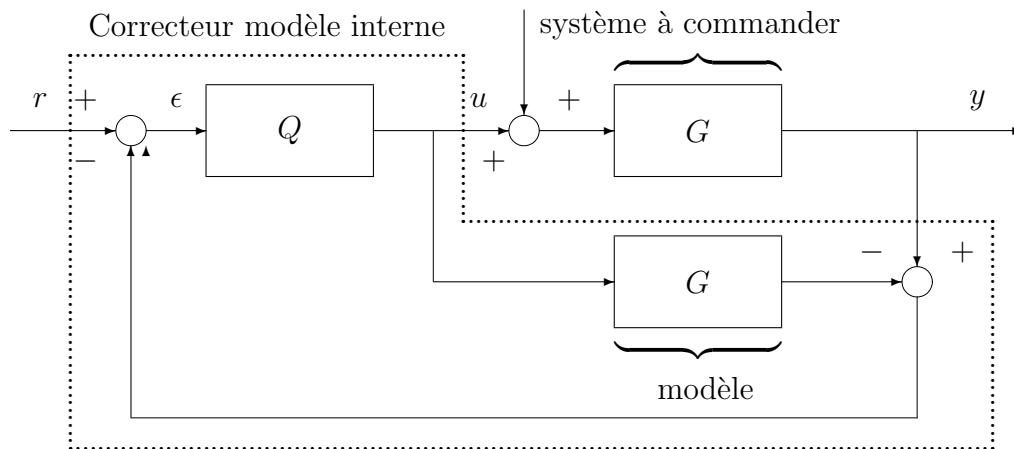 Correcteur modèle interne
système à commander
r + ϵ Q u + G y
− +
G − +
modèle